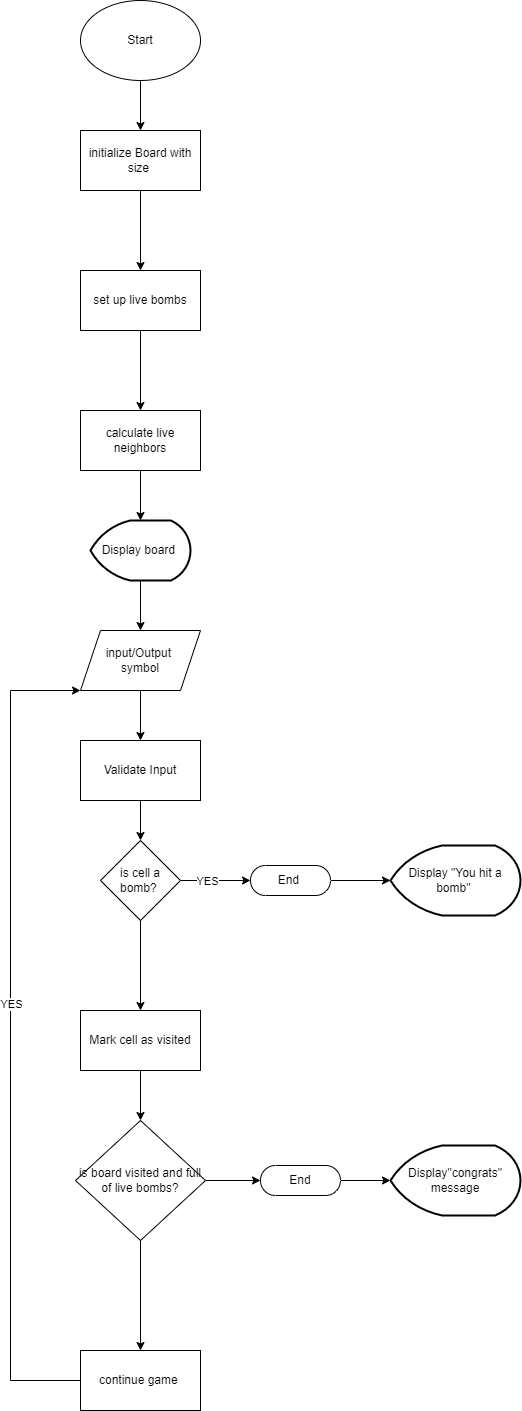 Start
initialize Board with
size
set up live bombs
calculate live
neighbors
Display board
input/Output
symbol
Validate Input
is cell a
bomb?
YES
End
Display "You hit a
bomb"
YES
Mark cell as visited
is board visited and full
of live bombs?
End
Display"congrats"
message
continue game